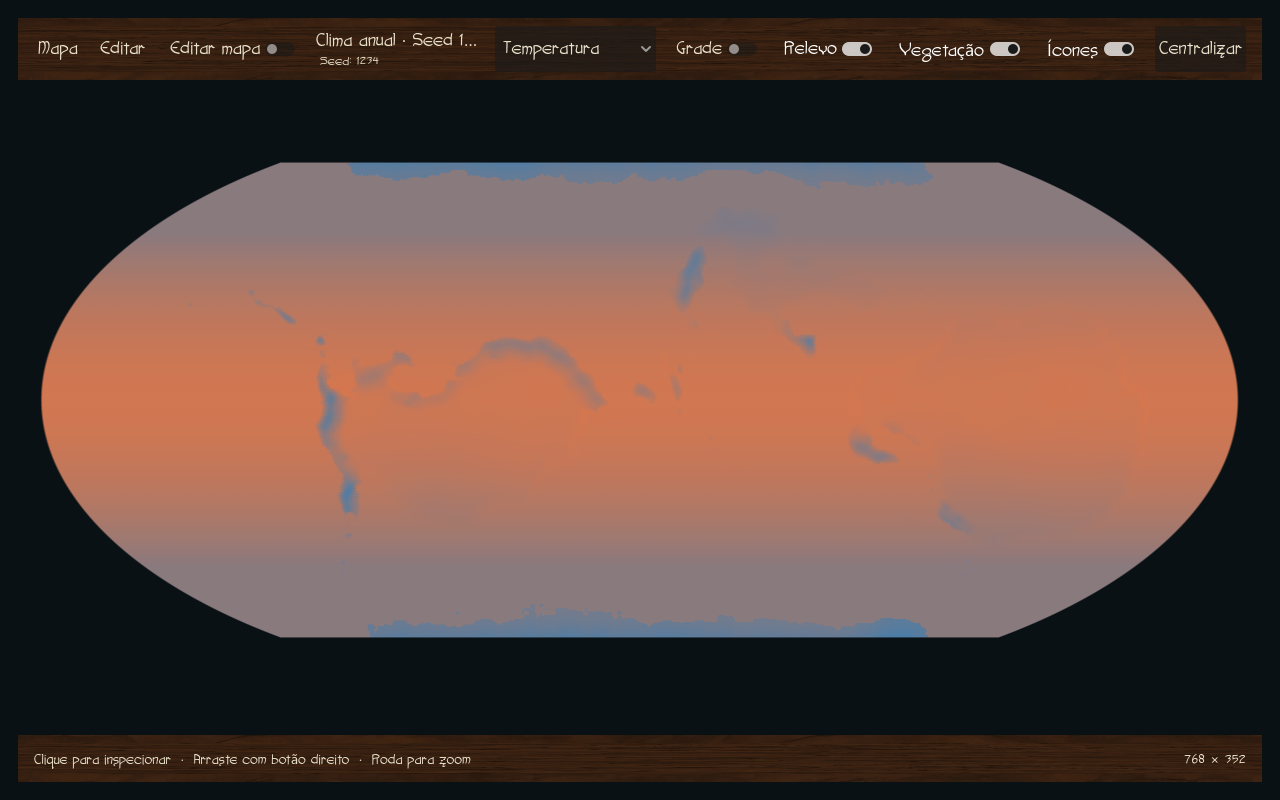 Mapa Editar Editar mapa Clima anual · Seed 1... Temperatura Grade Relevo Vegetação Ícones Centralizar
Seed: 1234
Clique para inspecionar · Arraste com botão direito · Roda para zoom 768 × 352